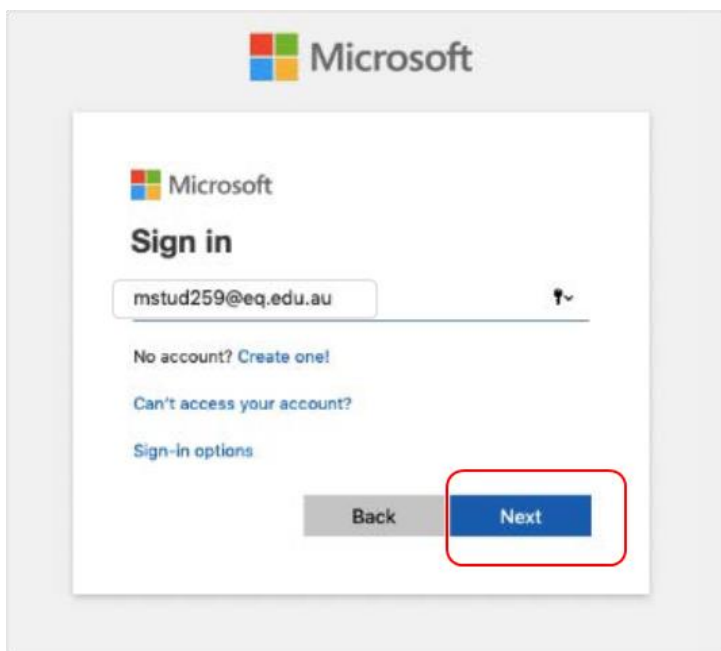 Microsoft
Microsoft
Sign in
mstud259@eq.edu.au
No account? Create one!
Can't access your account?
Sign-in options
Back Next